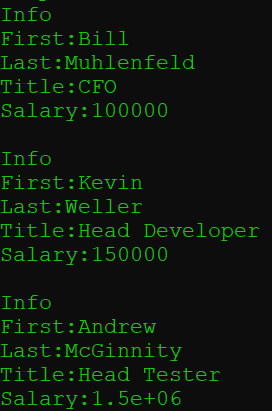 Info
First:Bill
Last:Muhlenfeld
Title:CFO
Salary:100000
Info
First:Kevin
Last:Weller
Title:Head Developer
Salary:150000
Info
First:Andrew
Last:McGinnity
Title:Head Tester
Salary:1.5e+06